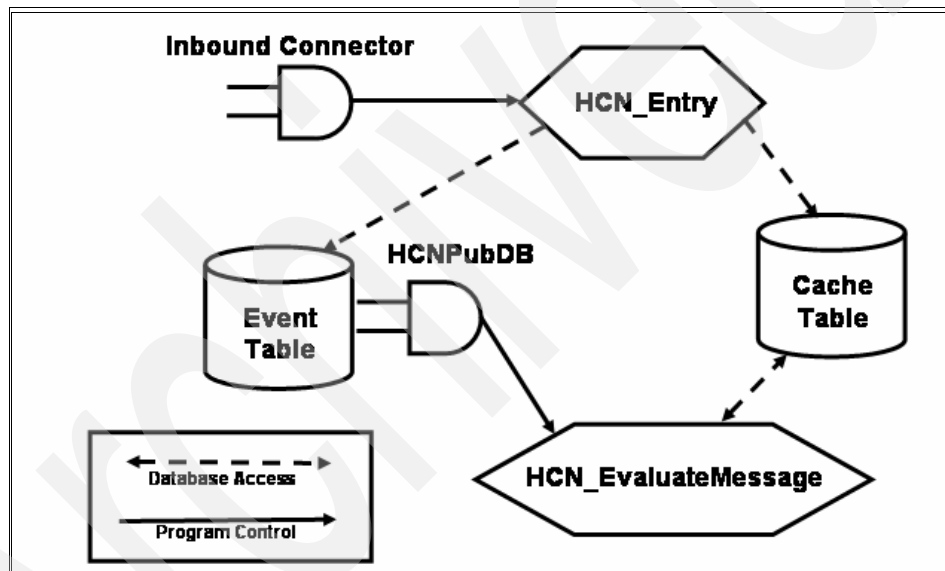 Inbound Connector
HCN_Entry
HCNPubDB
Event
Table
Cache
Table
HCN_EvaluateMessage
Database Access
Program Control